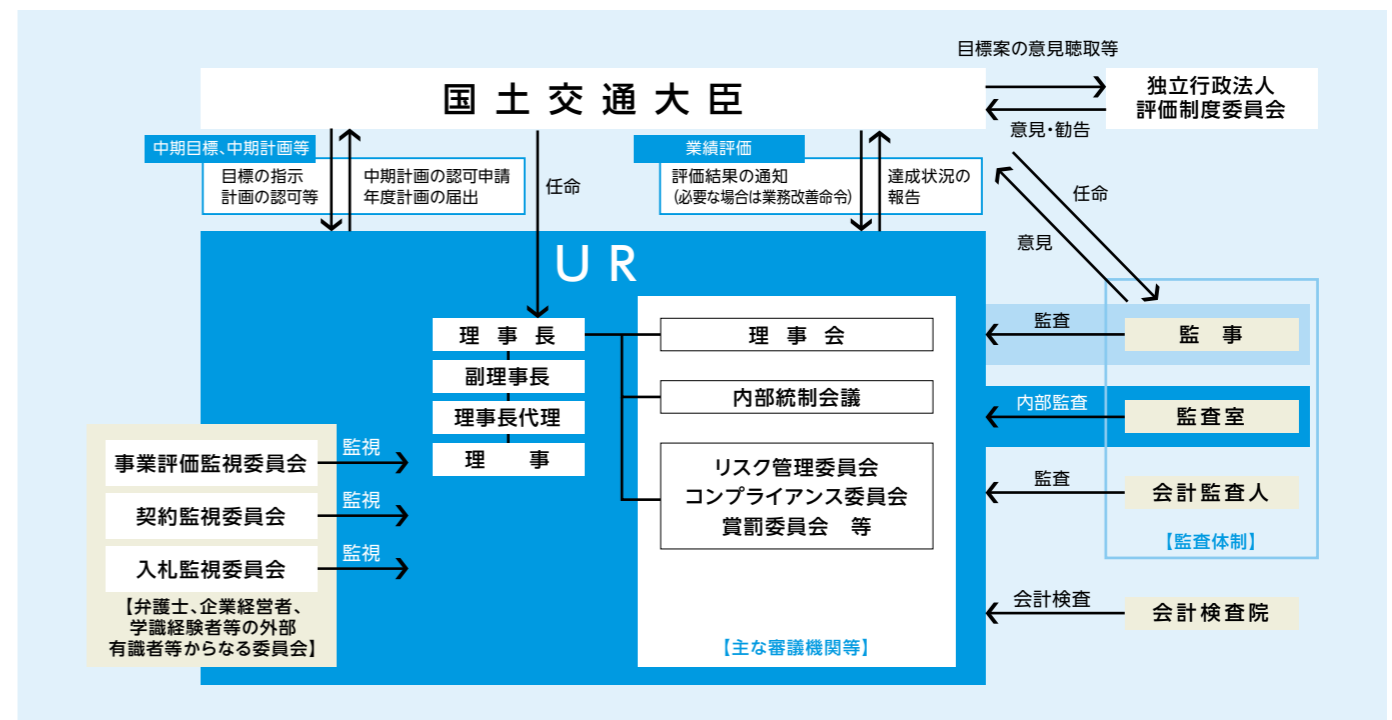 目標案の意見聴取等
国土交通大臣
独立行政法人
評価制度委員会
意見・勧告
中期目標、中期計画等
目標の指示
計画の認可等
中期計画の認可申請
年度計画の届出
任命
業績評価
評価結果の通知
(必要な場合は業務改善命令)
達成状況の
報告
任命
意見
UR
理事長
副理事長
理事長代理
理事
理事会
内部統制会議
リスク管理委員会
コンプライアンス委員会
賞罰委員会 等
【主な審議機関等】
監査
監事
内部監査
監査室
監査
会計監査人
【監査体制】
会計検査
会計検査院
事業評価監視委員会
監視
契約監視委員会
監視
入札監視委員会
監視
【弁護士、企業経営者、
学識経験者等の外部
有識者等からなる委員会】